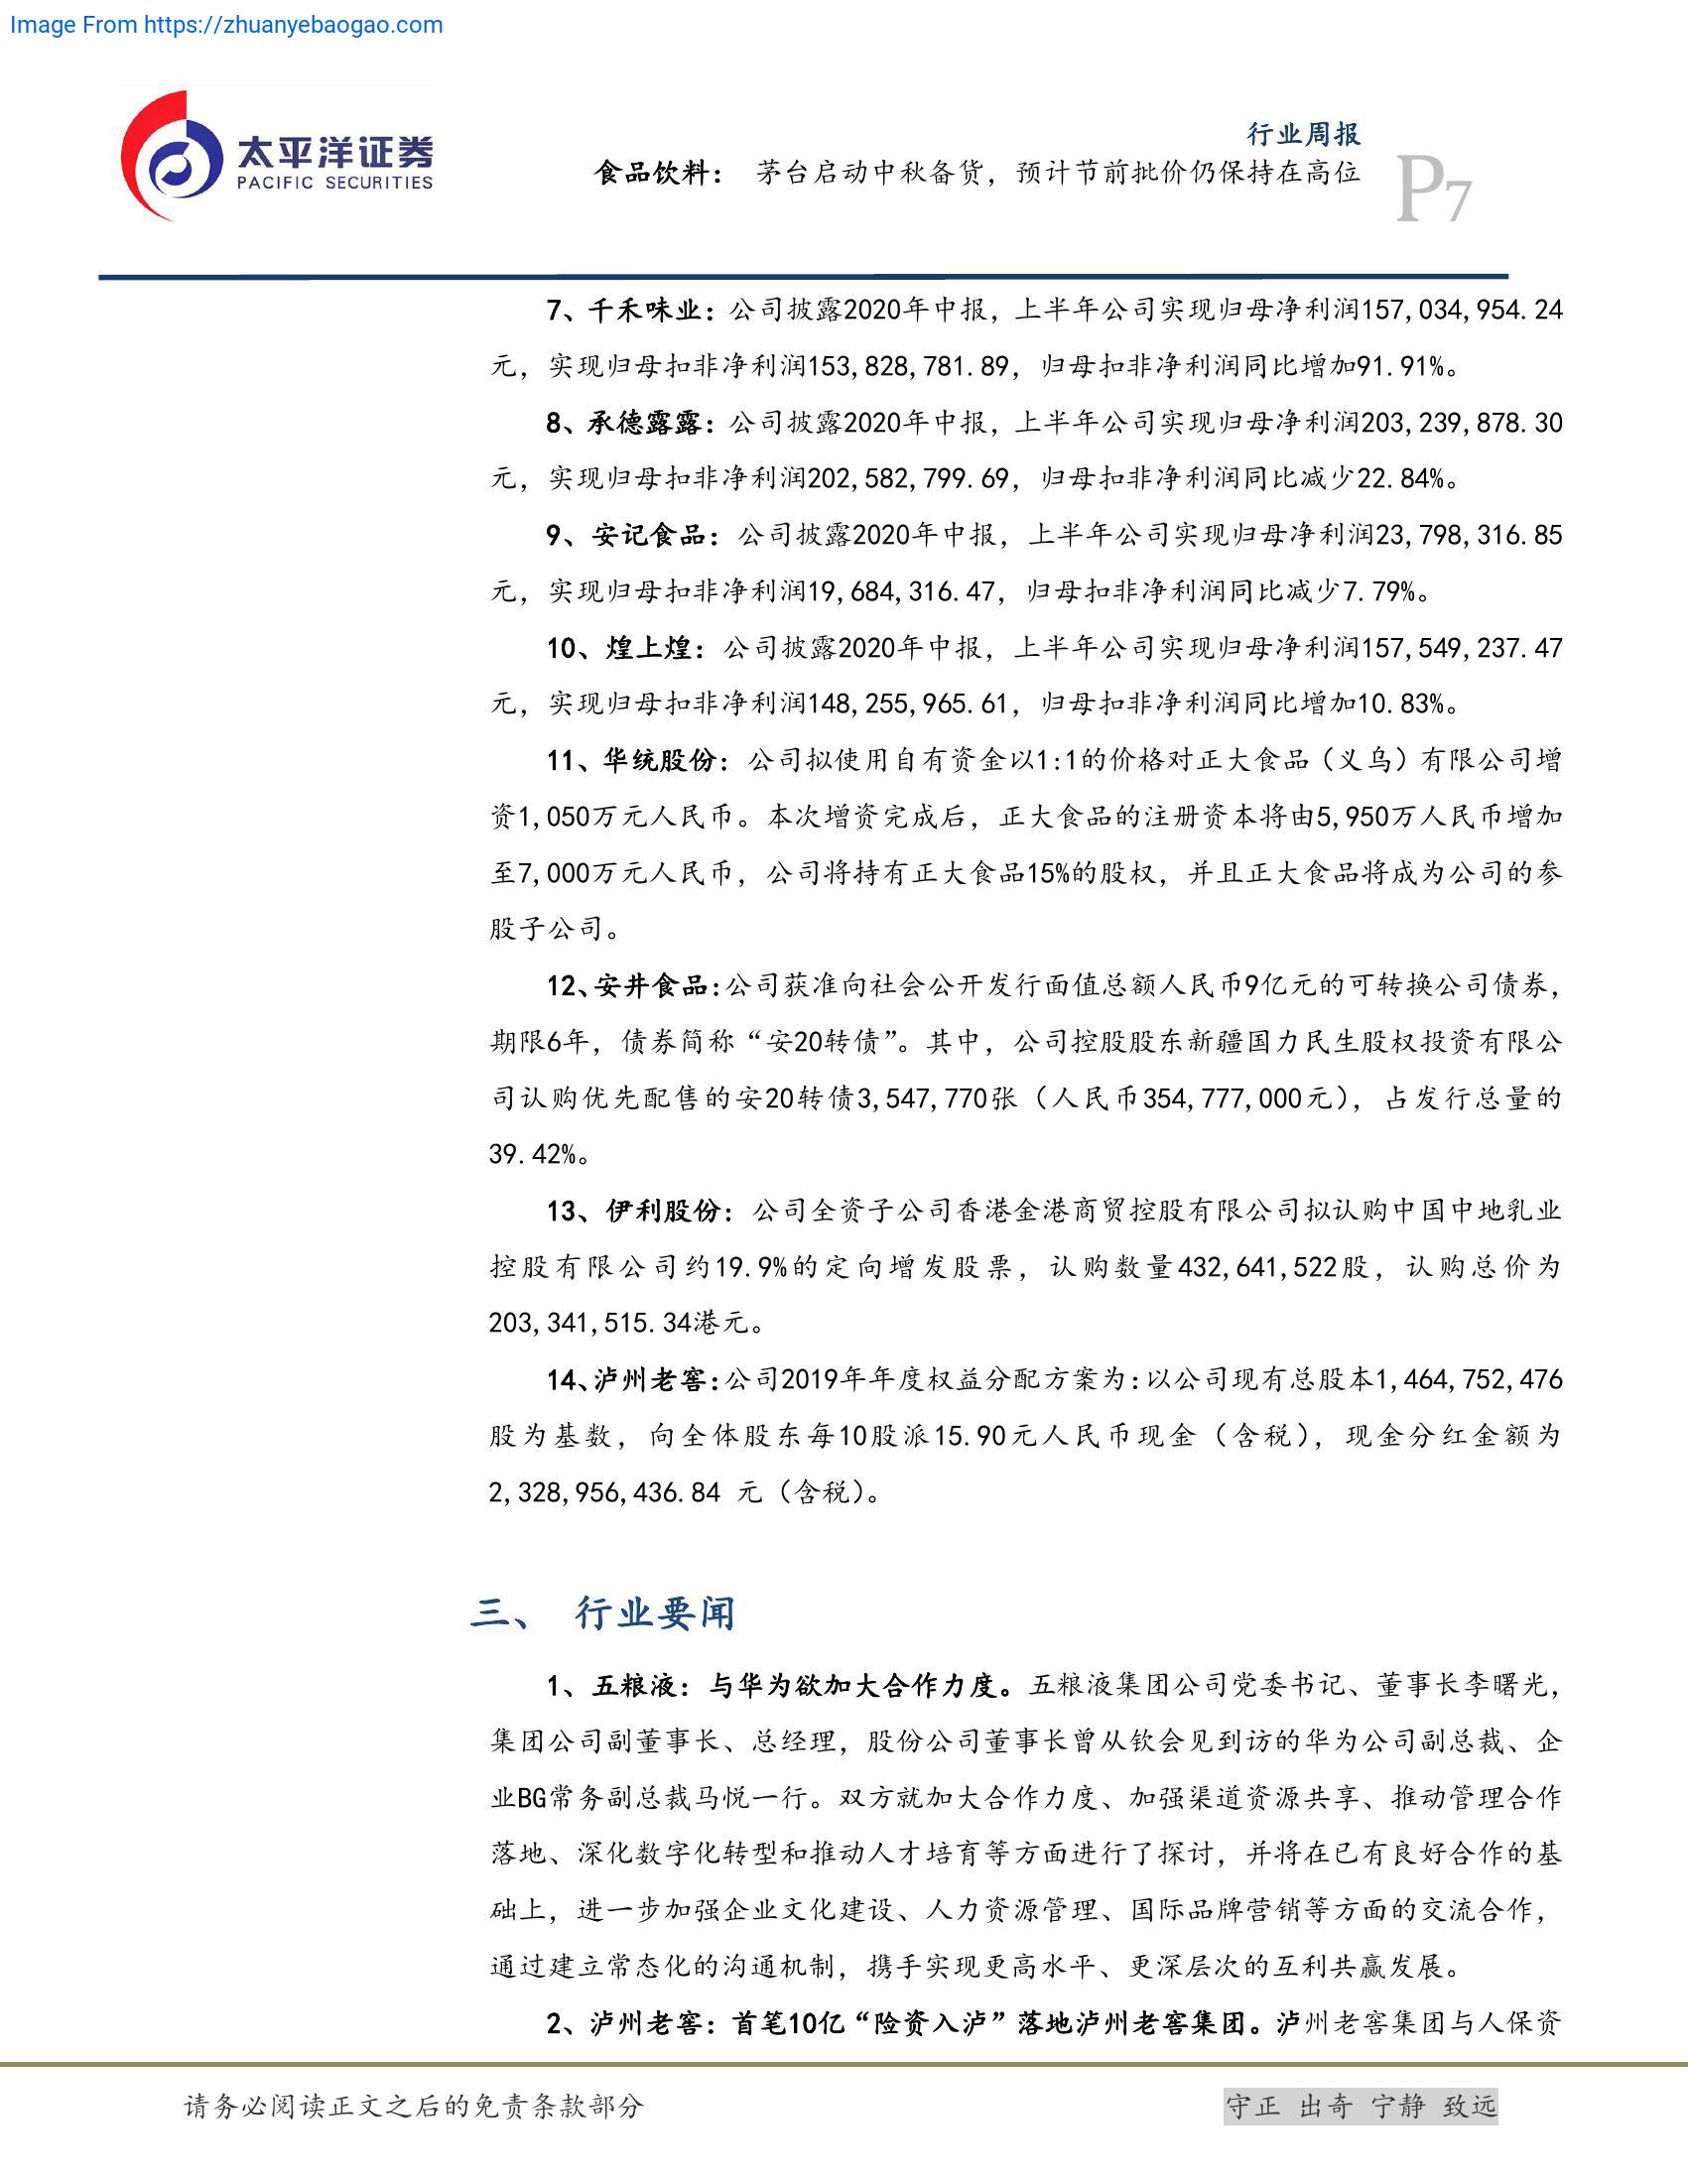 Image From https://zhuanyebaogao.com
太平洋证券
PACIFIC SECURITIES
行业周报
食品饮料： 茅台启动中秋备货，预计节前批价仍保持在高位
P7
7、千禾味业：公司披露2020年中报，上半年公司实现归母净利润157,034,954.24
元，实现归母扣非净利润153,828,781.89，归母扣非净利润同比增加91.91%。
8、承德露露：公司披露2020年中报，上半年公司实现归母净利润203,239,878.30
元，实现归母扣非净利润202,582,799.69，归母扣非净利润同比减少22.84%。
9、安记食品：公司披露2020年中报，上半年公司实现归母净利润23,798,316.85
元，实现归母扣非净利润19,684,316.47，归母扣非净利润同比减少7.79%。
10、煌上煌：公司披露2020年中报，上半年公司实现归母净利润157,549,237.47
元，实现归母扣非净利润148,255,965.61，归母扣非净利润同比增加10.83%。
11、华统股份：公司拟使用自有资金以1:1的价格对正大食品（义乌）有限公司增
资1,050万元人民币。本次增资完成后，正大食品的注册资本将由5,950万人民币增加
至7,000万元人民币，公司将持有正大食品15%的股权，并且正大食品将成为公司的参
股子公司。
12、安井食品：公司获准向社会公开发行面值总额人民币9亿元的可转换公司债券，
期限6年，债券简称“安20转债”。其中，公司控股股东新疆国力民生股权投资有限公
司认购优先配售的安20转债3,547,770张（人民币354,777,000元），占发行总量的
39.42%。
13、伊利股份：公司全资子公司香港金港商贸控股有限公司拟认购中国中地乳业
控股有限公司约19.9%的定向增发股票，认购数量432,641,522股，认购总价为
203,341,515.34港元。
14、泸州老窖：公司2019年年度权益分配方案为：以公司现有总股本1,464,752,476
股为基数，向全体股东每10股派15.90元人民币现金（含税），现金分红金额为
2,328,956,436.84 元（含税）。
三、 行业要闻
1、五粮液：与华为欲加大合作力度。五粮液集团公司党委书记、董事长李曙光，
集团公司副董事长、总经理，股份公司董事长曾从钦会见到访的华为公司副总裁、企
业BG常务副总裁马悦一行。双方就加大合作力度、加强渠道资源共享、推动管理合作
落地、深化数字化转型和推动人才培育等方面进行了探讨，并将在已有良好合作的基
础上，进一步加强企业文化建设、人力资源管理、国际品牌营销等方面的交流合作，
通过建立常态化的沟通机制，携手实现更高水平、更深层次的互利共赢发展。
2、泸州老窖：首笔10亿“险资入泸”落地泸州老窖集团。泸州老窖集团与人保资
请务必阅读正文之后的免责条款部分
守正 出奇 宁静 致远